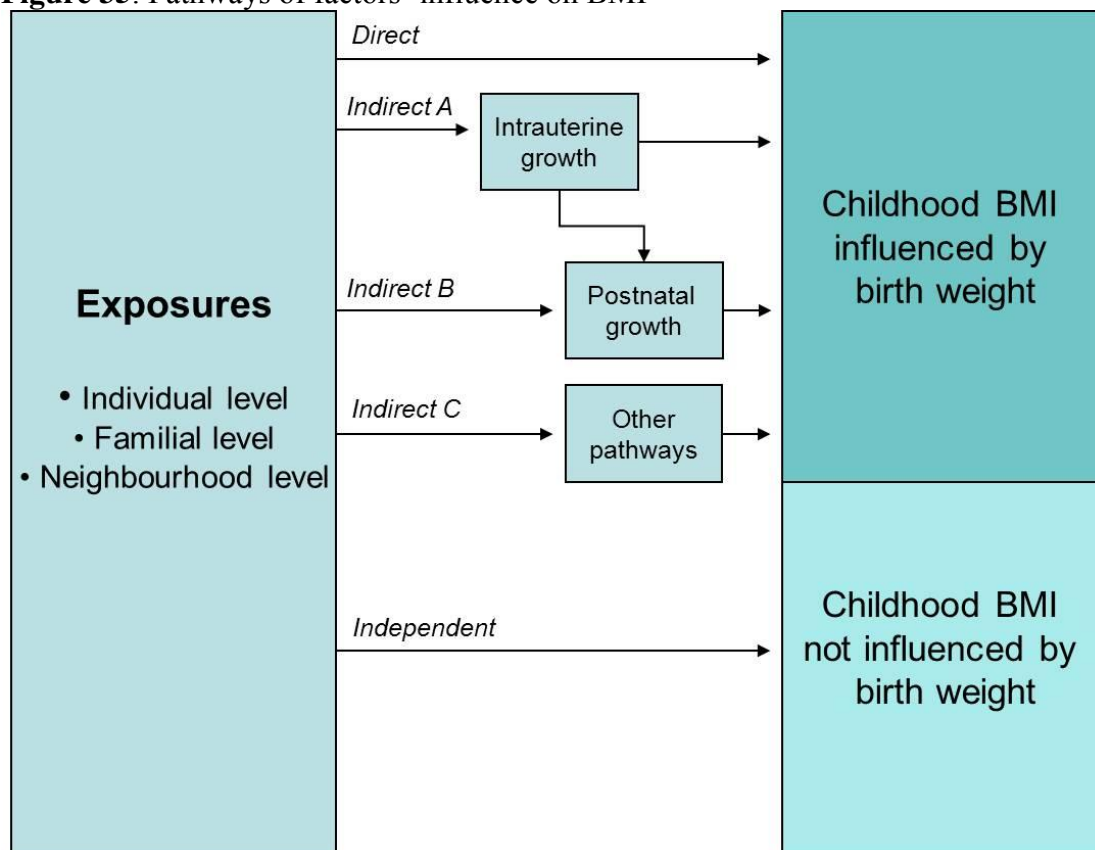 Figure 35. Pathways of factors' influence on BMI
Direct
Indirect A
Intrauterine
growth
Indirect B
Postnatal
growth
Indirect C
Other
pathways
Independent
Exposures
• Individual level
• Familial level
• Neighbourhood level
Childhood BMI
influenced by
birth weight
Childhood BMI
not influenced by
birth weight